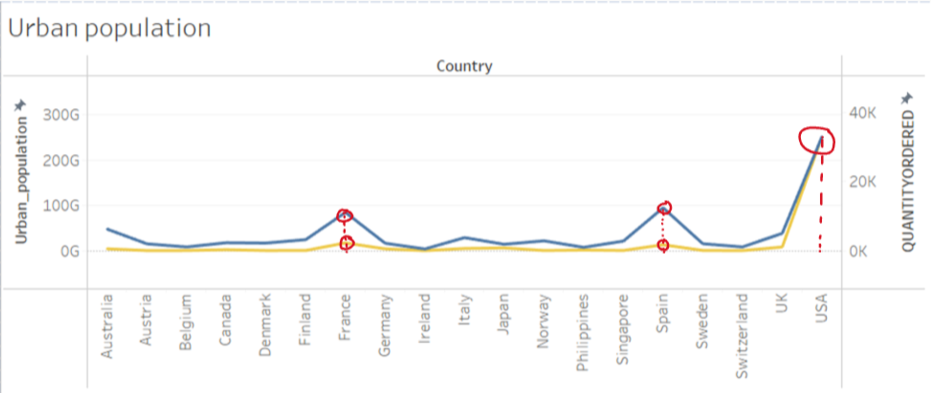 Urban population
Country
Urban_population
300G
200G
100G
0G
40K
20K
0K
QUANTITYORDERED
Australia
Austria
Belgium
Canada
Denmark
Finland
France
Germany
Ireland
Italy
Japan
Norway
Philippines
Singapore
Spain
Sweden
Switzerland
UK
USA